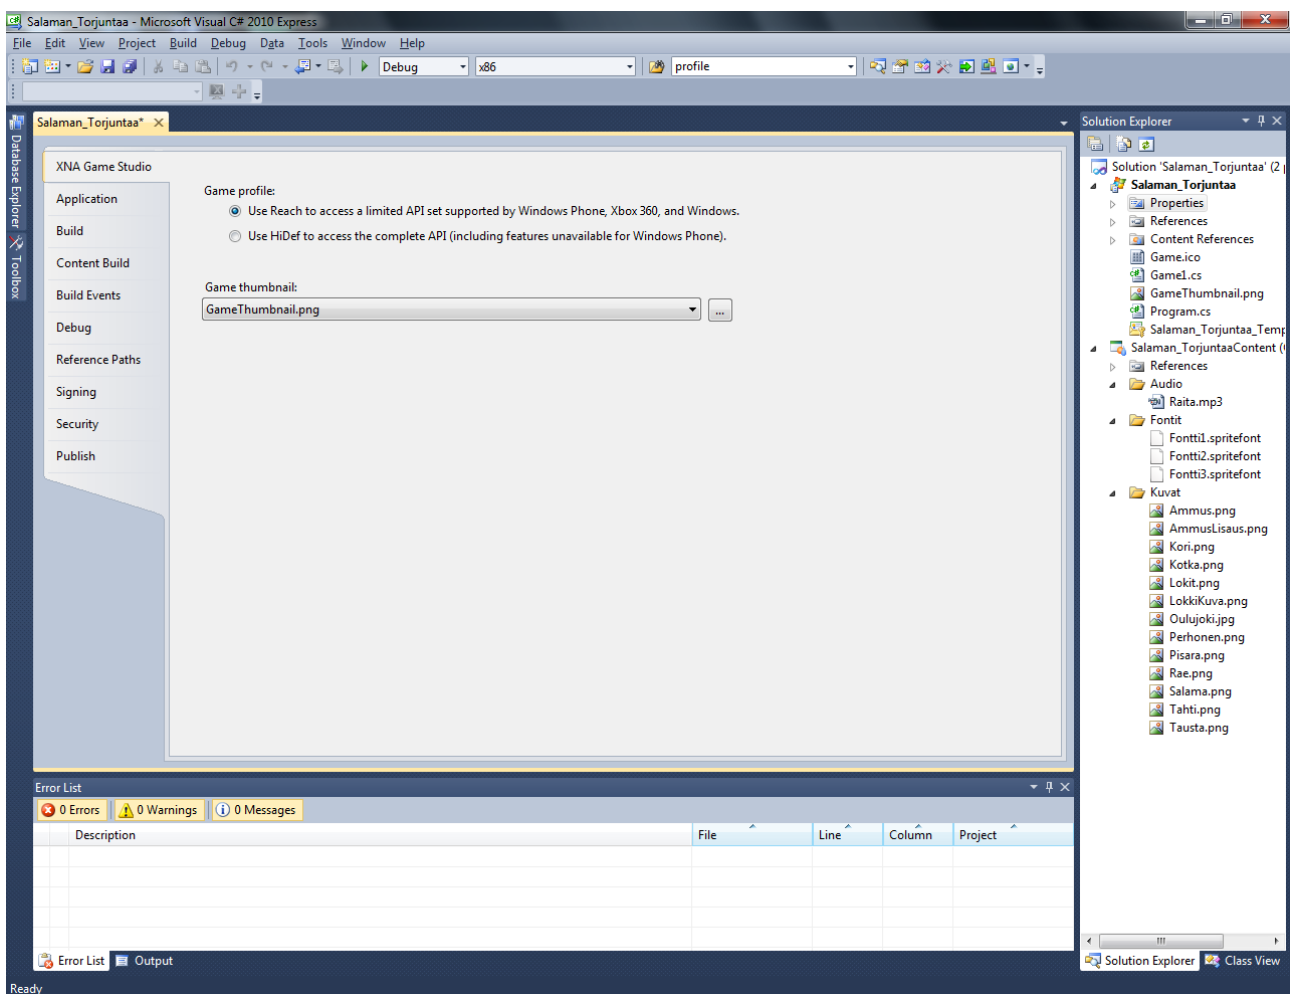 Salaman_Torjuntaa - Microsoft Visual C# 2010 Express
File Edit View Project Build Debug Data Tools Window Help
Debug x86 profile
Database Explorer
Toolbox
Salaman_Torjuntaa*
XNA Game Studio
Application
Build
Content Build
Build Events
Debug
Reference Paths
Signing
Security
Publish
Game profile:
Use Reach to access a limited API set supported by Windows Phone, Xbox 360, and Windows.
Use HiDef to access the complete API (including features unavailable for Windows Phone).
Game thumbnail:
GameThumbnail.png
...
Solution Explorer
Solution 'Salaman_Torjuntaa' (2
Salaman_Torjuntaa
Properties
References
Content References
Game.ico
Game1.cs
GameThumbnail.png
Program.cs
Salaman_Torjuntaa_Temp
Salaman_TorjuntaaContent (
References
Audio
Raita.mp3
Fontit
Fontti1.spritefont
Fontti2.spritefont
Fontti3.spritefont
Kuvat
Ammus.png
AmmusLisaus.png
Kori.png
Kotka.png
Lokit.png
LokkiKuva.png
Oulujoki.jpg
Perhonen.png
Pisara.png
Rae.png
Salama.png
Tahti.png
Tausta.png
Error List
0 Errors 0 Warnings 0 Messages
Description File Line Column Project
Error List Output
Solution Explorer Class View
Ready